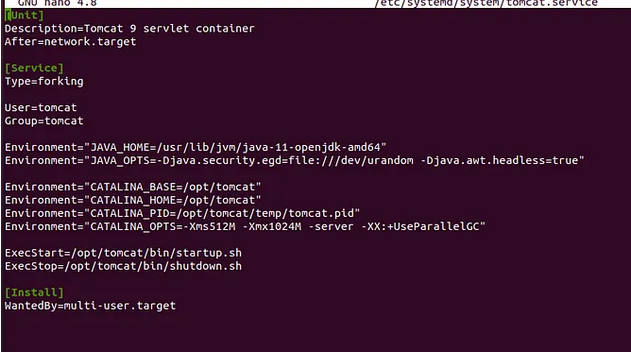 GNU nano 4.8 /etc/systemd/system/tomcat.service
[Unit]
Description=Tomcat 9 servlet container
After=network.target
[Service]
Type=forking
User=tomcat
Group=tomcat
Environment="JAVA_HOME=/usr/lib/jvm/java-11-openjdk-amd64"
Environment="JAVA_OPTS=-Djava.security.egd=file:///dev/urandom -Djava.awt.headless=true"
Environment="CATALINA_BASE=/opt/tomcat"
Environment="CATALINA_HOME=/opt/tomcat"
Environment="CATALINA_PID=/opt/tomcat/temp/tomcat.pid"
Environment="CATALINA_OPTS=-Xms512M -Xmx1024M -server -XX:+UseParallelGC"
ExecStart=/opt/tomcat/bin/startup.sh
ExecStop=/opt/tomcat/bin/shutdown.sh
[Install]
WantedBy=multi-user.target